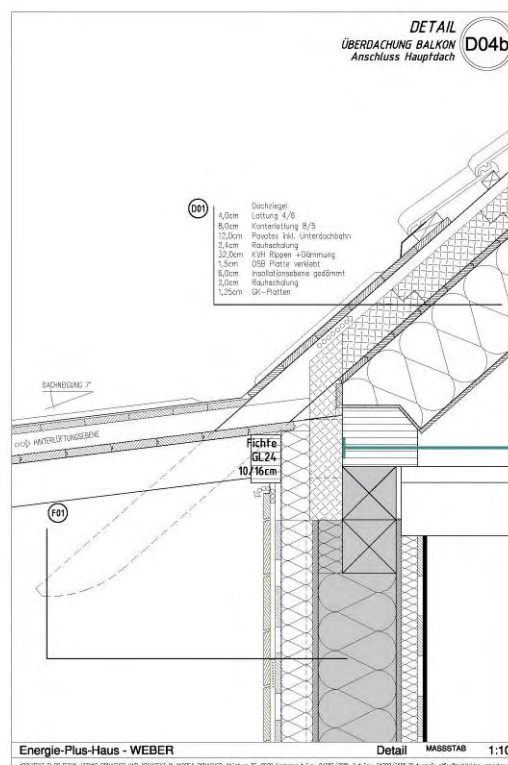 DETAIL
ÜBERDACHUNG BALKON
Anschluss Hauptdach
D04b
D01
Dachziegel
4,0cm Lattung 4/6
8,0cm Konterlattung 8/5
12,0cm Pavatex inkl. Unterdachbahn
2,4cm Rauhschalung
32,0cm KVH Rippen +Dämmung
1,5cm OSB Platte verklebt
6,0cm Insallationsebene gedämmt
2,0cm Rauhschalung
1,25cm GK-Platten
DACHNEIGUNG 7°
HINTERLÜFTUNGSEBENE
Fichte
GL24
10/16cm
F01
Energie-Plus-Haus - WEBER
Detail MASSSTAB 1:10